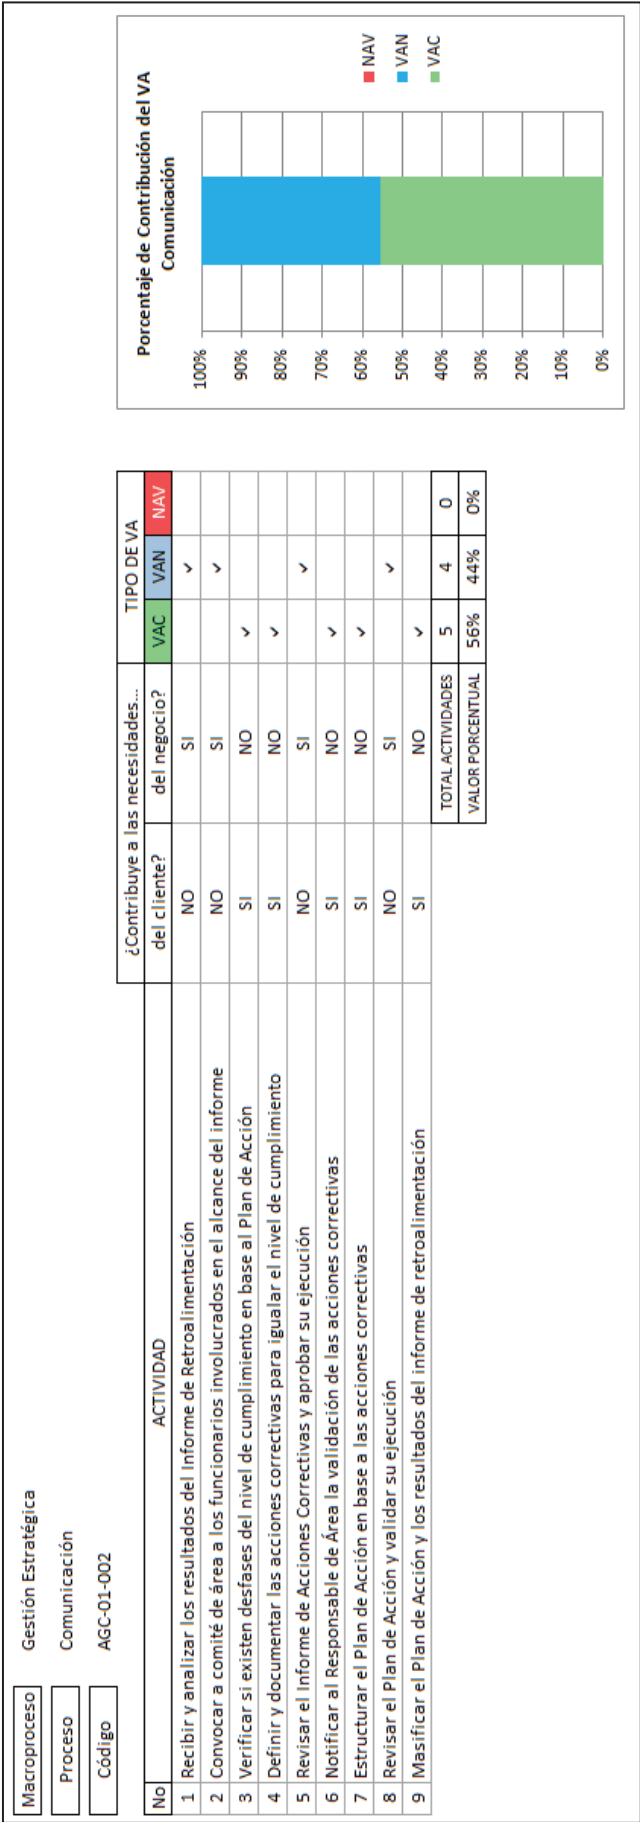 Macroproceso Gestión Estratégica
Proceso Comunicación
Código AGC-01-002
¿Contribuye a las necesidades... TIPO DE VA
No ACTIVIDAD del cliente? del negocio? VAC VAN NAV
1 Recibir y analizar los resultados del Informe de Retroalimentación NO SI ✓
2 Convocar a comité de área a los funcionarios involucrados en el alcance del informe NO SI ✓
3 Verificar si existen desfases del nivel de cumplimiento en base al Plan de Acción SI NO ✓
4 Definir y documentar las acciones correctivas para igualar el nivel de cumplimiento SI NO ✓
5 Revisar el Informe de Acciones Correctivas y aprobar su ejecución NO SI ✓
6 Notificar al Responsable de Área la validación de las acciones correctivas SI NO ✓
7 Estructurar el Plan de Acción en base a las acciones correctivas SI NO ✓
8 Revisar el Plan de Acción y validar su ejecución NO SI ✓
9 Masificar el Plan de Acción y los resultados del informe de retroalimentación SI NO ✓
TOTAL ACTIVIDADES 5 4 0
VALOR PORCENTUAL 56% 44% 0%
Porcentaje de Contribución del VA
Comunicación
100%
90%
80%
70%
60%
50%
40%
30%
20%
10%
0%
NAV
VAN
VAC